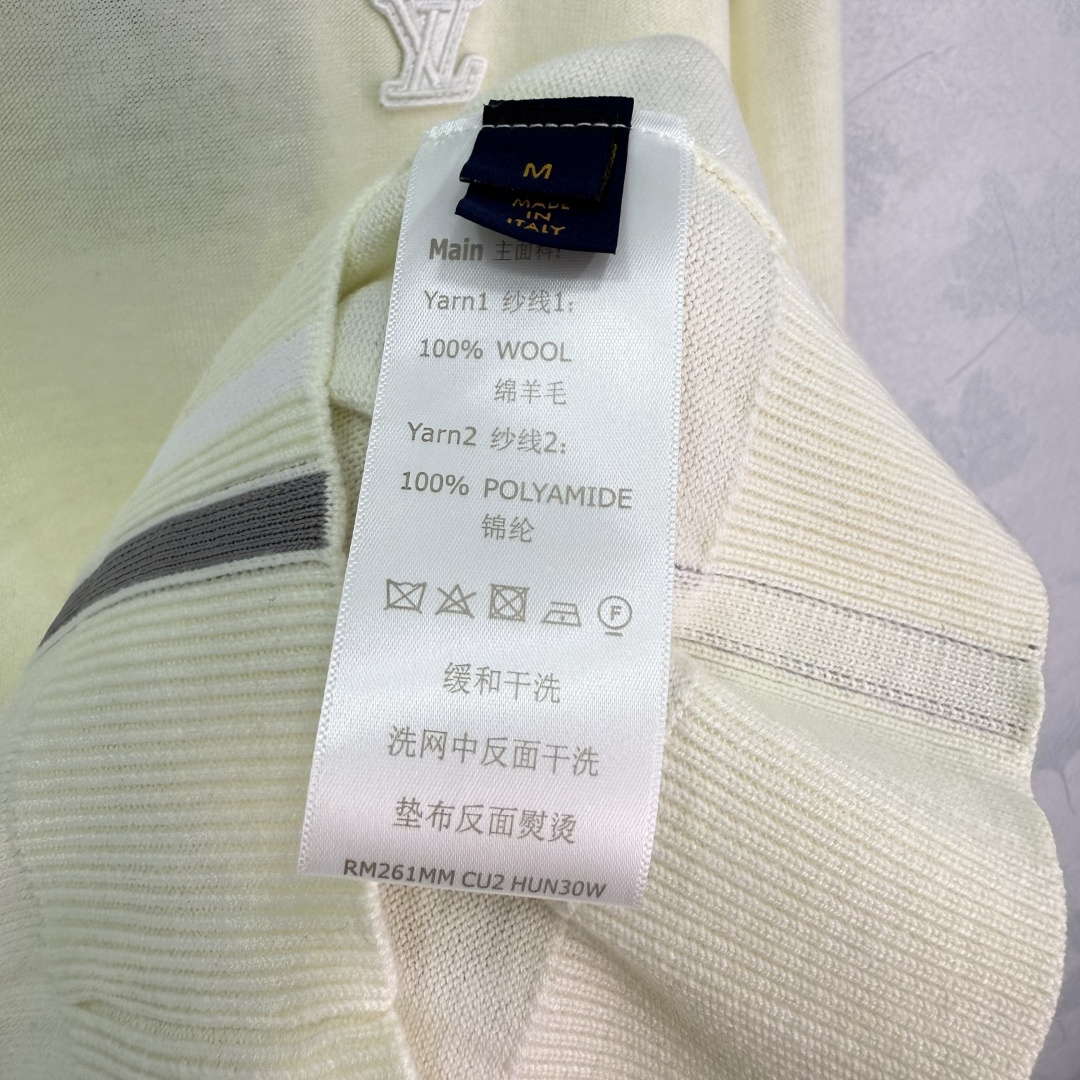 LV
M
MADE
IN
ITALY
Main 主面料:
Yarn1 纱线1:
100% WOOL
绵羊毛
Yarn2 纱线2:
100% POLYAMIDE
锦纶
F
缓和干洗
洗网中反面干洗
垫布反面熨烫
RM261MM CU2 HUN30W